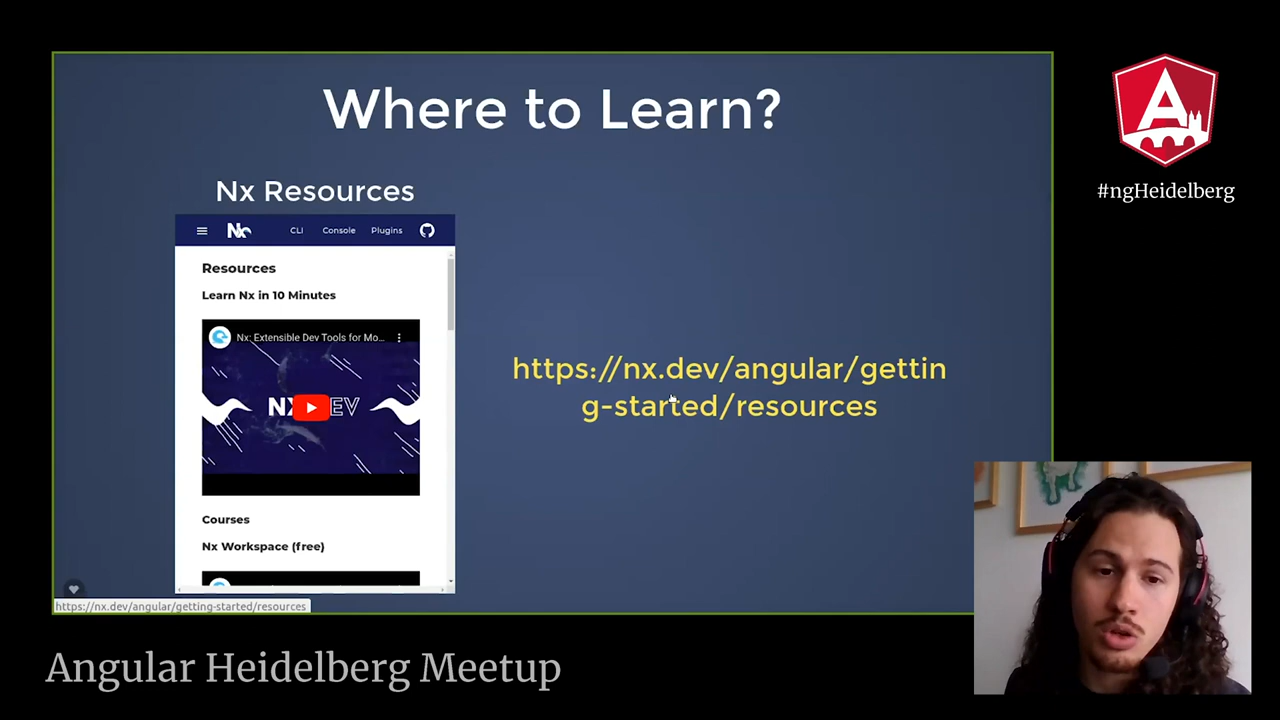 Where to Learn?
Nx Resources
CLI Console Plugins
Resources
Learn Nx in 10 Minutes
Nx: Extensible Dev Tools for Mo...
NX DEV
Courses
Nx Workspace (free)
https://nx.dev/angular/gettin
g-started/resources
https://nx.dev/angular/getting-started/resources
#ngHeidelberg
Angular Heidelberg Meetup